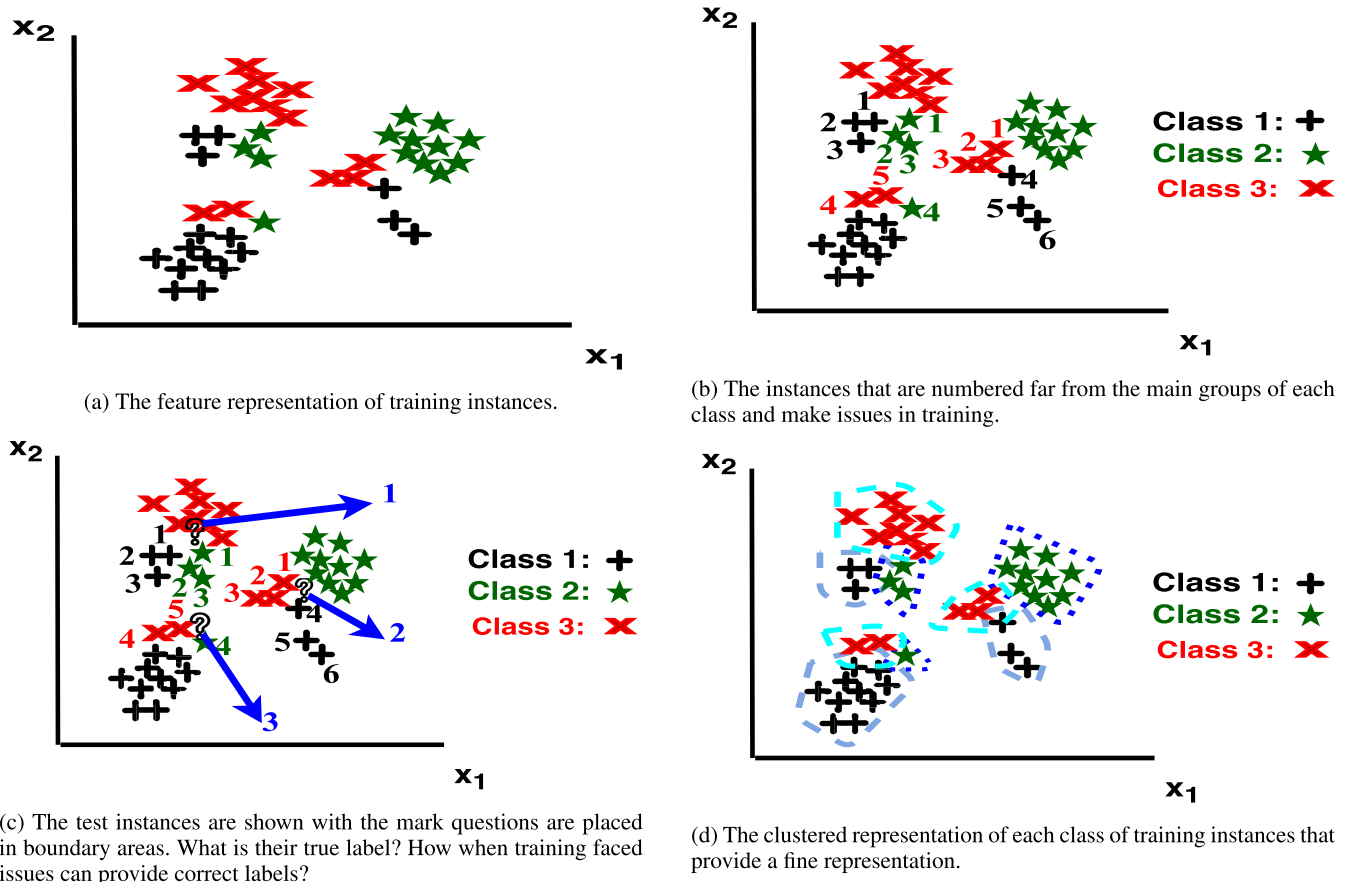 x2
x1
(a) The feature representation of training instances.
x2
1
2
3
1
2
3
1
2
3
4
5
6
5
4
4
Class 1:
Class 2:
Class 3:
x1
(b) The instances that are numbered far from the main groups of each
class and make issues in training.
x2
1
1
2
3
1
2
3
1
2
3
?
?
?
4
5
6
2
5
4
4
3
Class 1:
Class 2:
Class 3:
x1
(c) The test instances are shown with the mark questions are placed
in boundary areas. What is their true label? How when training faced
issues can provide correct labels?
x2
Class 1:
Class 2:
Class 3:
x1
(d) The clustered representation of each class of training instances that
provide a fine representation.